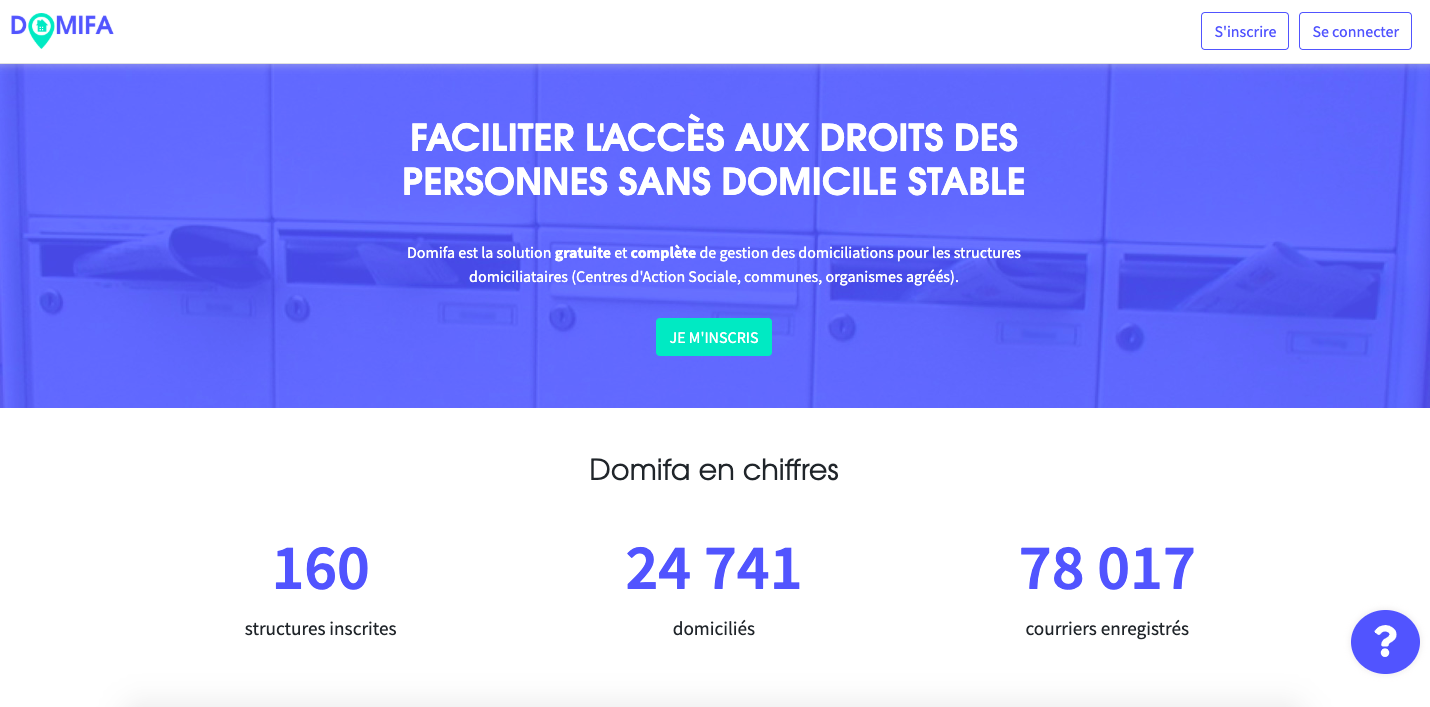 DOMIFA
S'inscrire
Se connecter
FACILITER L'ACCÈS AUX DROITS DES
PERSONNES SANS DOMICILE STABLE
Domifa est la solution gratuite et complète de gestion des domiciliations pour les structures
domiciliataires (Centres d'Action Sociale, communes, organismes agréés).
JE M'INSCRIS
Domifa en chiffres
160
24 741
78 017
structures inscrites
domiciliés
courriers enregistrés
?